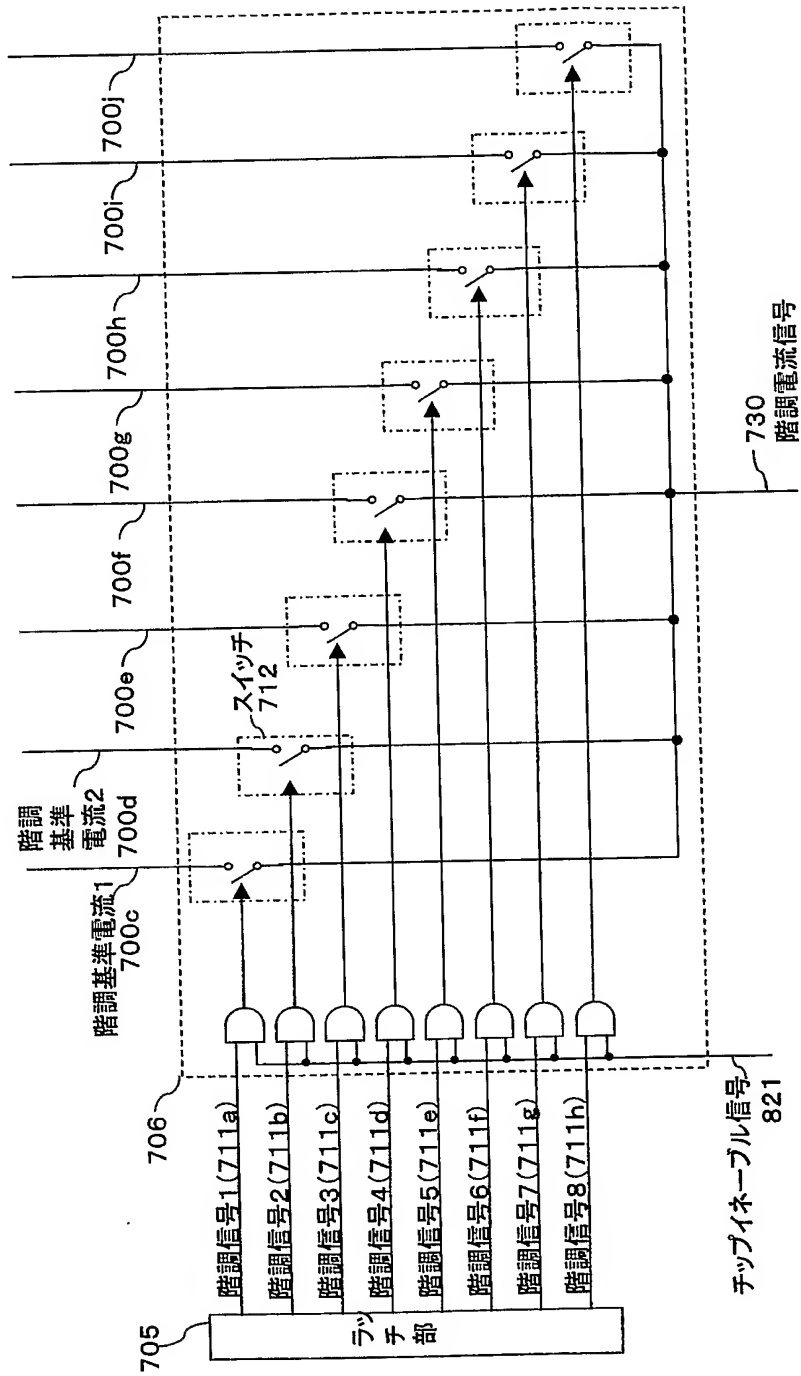 階調基準電流1
700c
階調
基準
電流2
700d
700e
700f
700g
700h
700i
700j
スイッチ
712
706
705
ラッチ部
階調信号1(711a)
階調信号2(711b)
階調信号3(711c)
階調信号4(711d)
階調信号5(711e)
階調信号6(711f)
階調信号7(711g)
階調信号8(711h)
チップイネーブル信号
821
730
階調電流信号